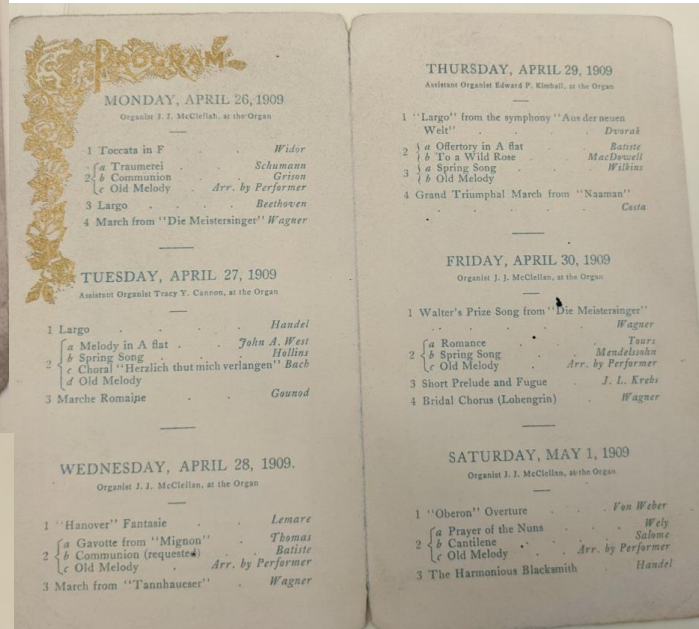 PROGRAM
MONDAY, APRIL 26, 1909
Organist J. J. McClellan, at the Organ
1 Toccata in F Widor
2 a Traumerei Schumann
b Communion Grison
c Old Melody Arr. by Performer
3 Largo Beethoven
4 March from "Die Meistersinger" Wagner
TUESDAY, APRIL 27, 1909
Assistant Organist Tracy Y. Cannon, at the Organ
1 Largo Handel
2 a Melody in A flat John A. West
b Spring Song Hollins
c Choral "Herzlich thut mich verlangen" Bach
d Old Melody
3 Marche Romaine Gounod
WEDNESDAY, APRIL 28, 1909.
Organist J. J. McClellan, at the Organ
1 "Hanover" Fantasie Lemare
2 a Gavotte from "Mignon" Thomas
b Communion (requested) Batiste
c Old Melody Arr. by Performer
3 March from "Tannhaueser" Wagner
THURSDAY, APRIL 29, 1909
Assistant Organist Edward P. Kimball, at the Organ
1 "Largo" from the symphony "Aus der neuen
Welt" Dvorak
2 a Offertory in A flat Batiste
b To a Wild Rose MacDowell
3 a Spring Song Wilkins
b Old Melody
4 Grand Triumphal March from "Naaman"
Costa
FRIDAY, APRIL 30, 1909
Organist J. J. McClellan, at the Organ
1 Walter's Prize Song from "Die Meistersinger"
Wagner
2 a Romance Tours
b Spring Song Mendelssohn
c Old Melody Arr. by Performer
3 Short Prelude and Fugue J. L. Krebs
4 Bridal Chorus (Lohengrin) Wagner
SATURDAY, MAY 1, 1909
Organist J. J. McClellan, at the Organ
1 "Oberon" Overture Von Weber
2 a Prayer of the Nuns Wely
b Cantilene Salome
c Old Melody Arr. by Performer
3 The Harmonious Blacksmith Handel